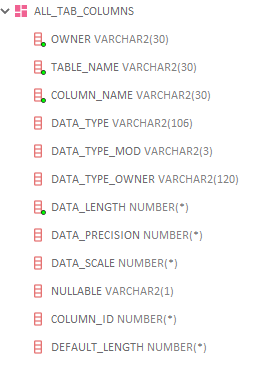 ALL_TAB_COLUMNS
OWNER VARCHAR2(30)
TABLE_NAME VARCHAR2(30)
COLUMN_NAME VARCHAR2(30)
DATA_TYPE VARCHAR2(106)
DATA_TYPE_MOD VARCHAR2(3)
DATA_TYPE_OWNER VARCHAR2(120)
DATA_LENGTH NUMBER(*)
DATA_PRECISION NUMBER(*)
DATA_SCALE NUMBER(*)
NULLABLE VARCHAR2(1)
COLUMN_ID NUMBER(*)
DEFAULT_LENGTH NUMBER(*)